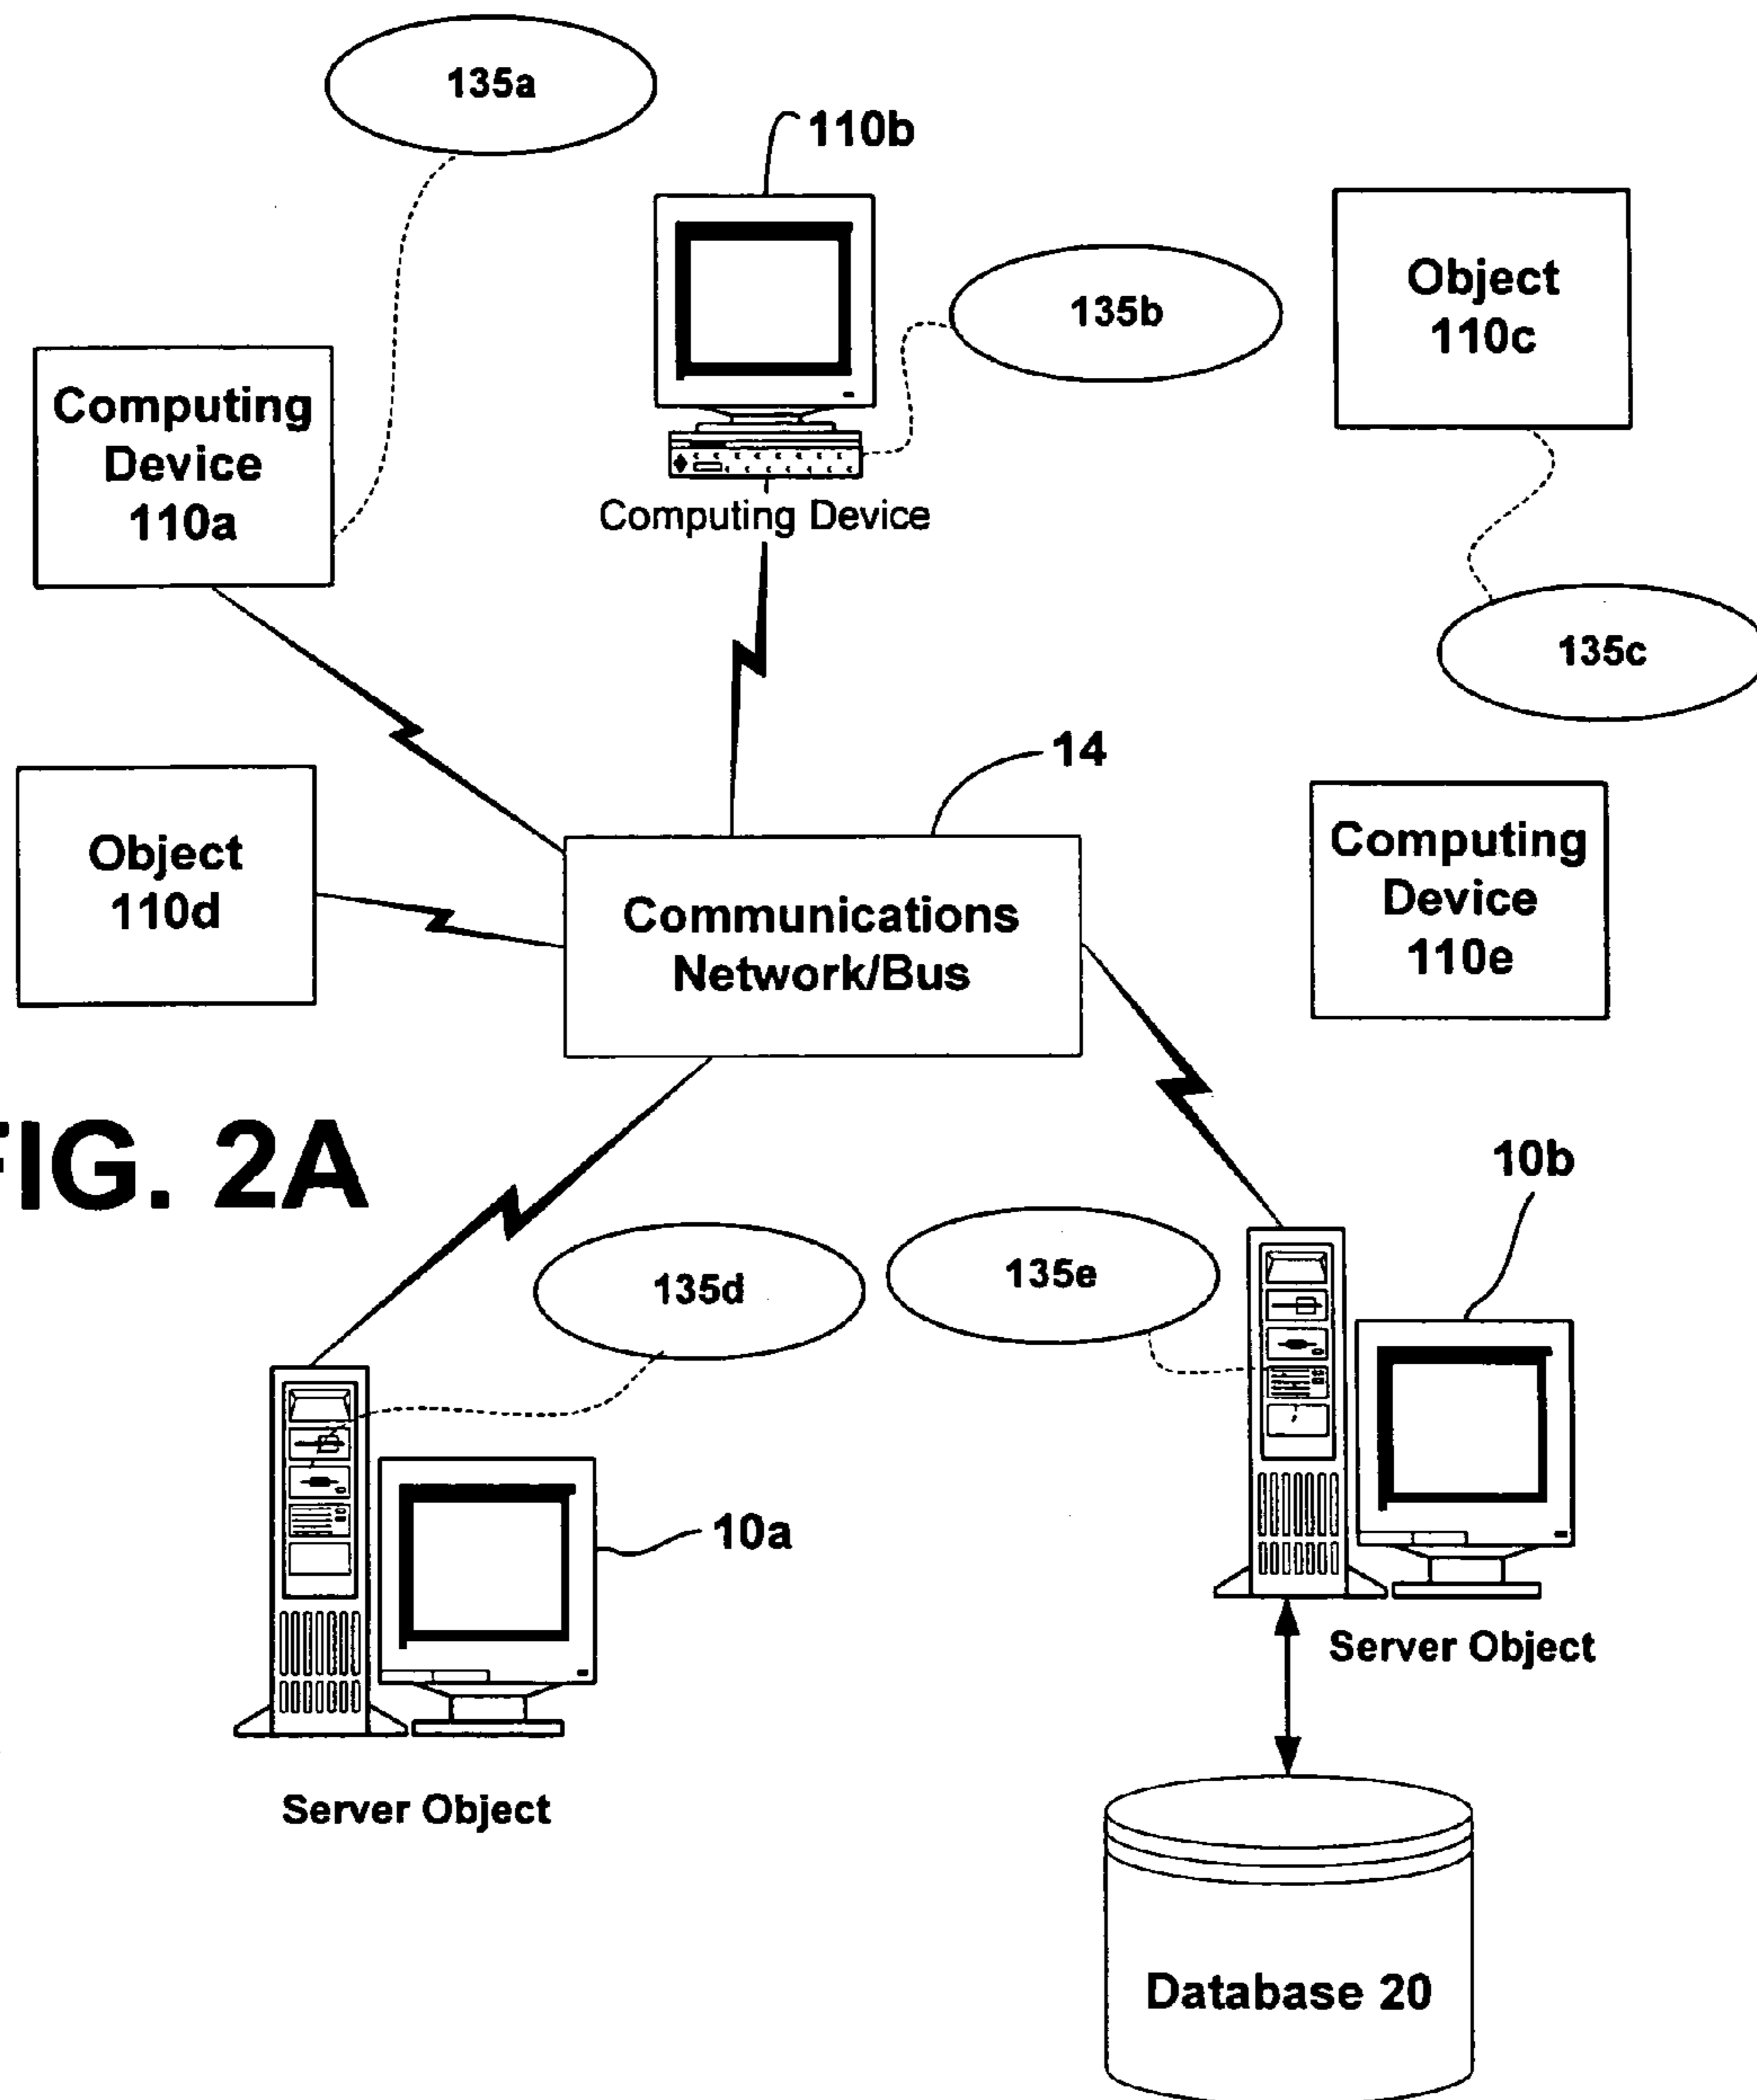 135a
110b
135b
Object
110c
Computing
Device
110a
Computing Device
135c
14
Object
110d
Computing
Device
110e
Communications
Network/Bus
FIG. 2A
10b
135d
135e
10a
Server Object
Server Object
Database 20